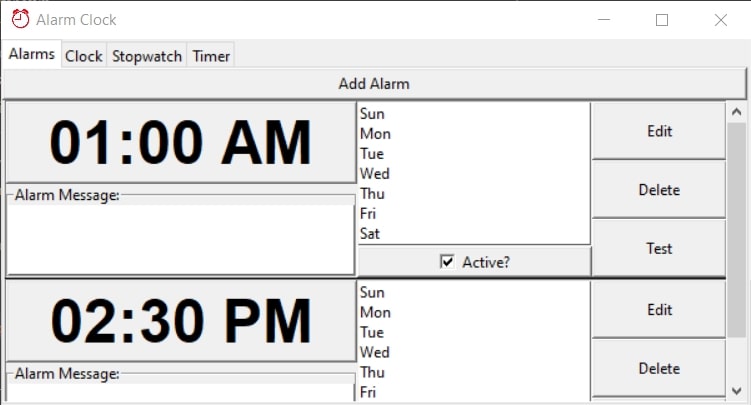 Alarm Clock
Alarms Clock Stopwatch Timer
Add Alarm
01:00 AM
Alarm Message:
Sun
Mon
Tue
Wed
Thu
Fri
Sat
Active?
Edit
Delete
Test
02:30 PM
Alarm Message:
Sun
Mon
Tue
Wed
Thu
Fri
Edit
Delete